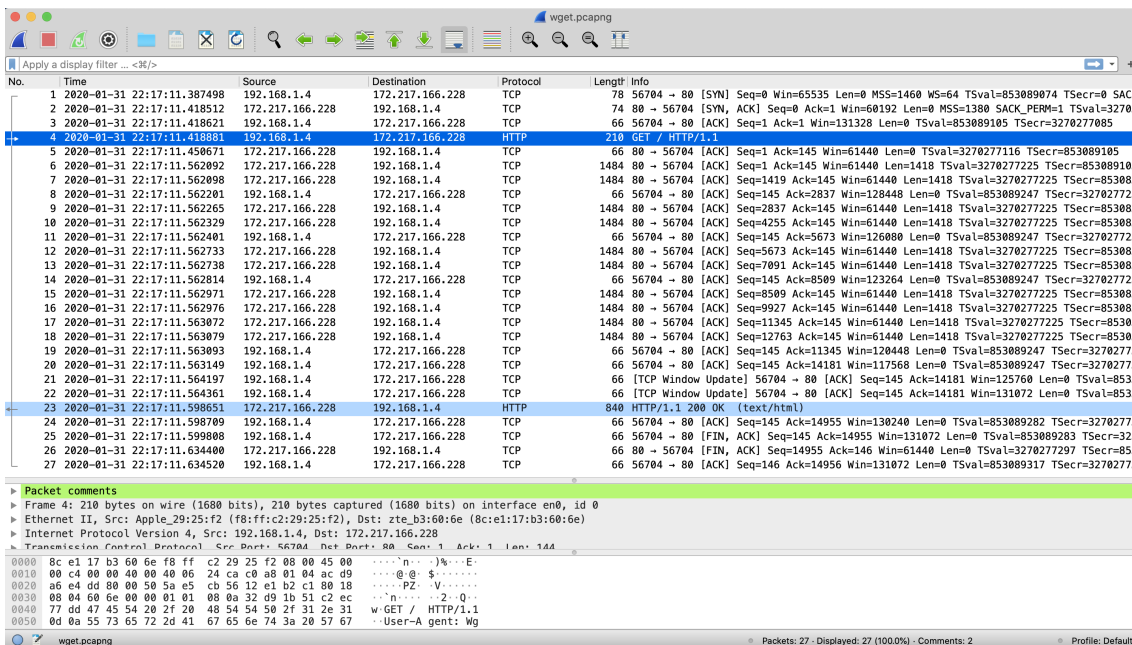 wget.pcapng
Apply a display filter ... <⌘/>
No. Time Source Destination Protocol Length Info
1 2020-01-31 22:17:11.387498 192.168.1.4 172.217.166.228 TCP 78 56704 → 80 [SYN] Seq=0 Win=65535 Len=0 MSS=1460 WS=64 TSval=853089074 TSecr=0 SAC
2 2020-01-31 22:17:11.418512 172.217.166.228 192.168.1.4 TCP 74 80 → 56704 [SYN, ACK] Seq=0 Ack=1 Win=60192 Len=0 MSS=1380 SACK_PERM=1 TSval=3270
3 2020-01-31 22:17:11.418621 192.168.1.4 172.217.166.228 TCP 66 56704 → 80 [ACK] Seq=1 Ack=1 Win=131328 Len=0 TSval=853089105 TSecr=3270277085
4 2020-01-31 22:17:11.418881 192.168.1.4 172.217.166.228 HTTP 210 GET / HTTP/1.1
5 2020-01-31 22:17:11.450671 172.217.166.228 192.168.1.4 TCP 66 80 → 56704 [ACK] Seq=1 Ack=145 Win=61440 Len=0 TSval=3270277116 TSecr=853089105
6 2020-01-31 22:17:11.562092 172.217.166.228 192.168.1.4 TCP 1484 80 → 56704 [ACK] Seq=1 Ack=145 Win=61440 Len=1418 TSval=3270277225 TSecr=85308910
7 2020-01-31 22:17:11.562098 172.217.166.228 192.168.1.4 TCP 1484 80 → 56704 [ACK] Seq=1419 Ack=145 Win=61440 Len=1418 TSval=3270277225 TSecr=85308
8 2020-01-31 22:17:11.562201 192.168.1.4 172.217.166.228 TCP 66 56704 → 80 [ACK] Seq=145 Ack=2837 Win=128448 Len=0 TSval=853089247 TSecr=32702772
9 2020-01-31 22:17:11.562265 172.217.166.228 192.168.1.4 TCP 1484 80 → 56704 [ACK] Seq=2837 Ack=145 Win=61440 Len=1418 TSval=3270277225 TSecr=85308
10 2020-01-31 22:17:11.562329 172.217.166.228 192.168.1.4 TCP 1484 80 → 56704 [ACK] Seq=4255 Ack=145 Win=61440 Len=1418 TSval=3270277225 TSecr=85308
11 2020-01-31 22:17:11.562401 192.168.1.4 172.217.166.228 TCP 66 56704 → 80 [ACK] Seq=145 Ack=5673 Win=126080 Len=0 TSval=853089247 TSecr=32702772
12 2020-01-31 22:17:11.562733 172.217.166.228 192.168.1.4 TCP 1484 80 → 56704 [ACK] Seq=5673 Ack=145 Win=61440 Len=1418 TSval=3270277225 TSecr=85308
13 2020-01-31 22:17:11.562738 172.217.166.228 192.168.1.4 TCP 1484 80 → 56704 [ACK] Seq=7091 Ack=145 Win=61440 Len=1418 TSval=3270277225 TSecr=85308
14 2020-01-31 22:17:11.562814 192.168.1.4 172.217.166.228 TCP 66 56704 → 80 [ACK] Seq=145 Ack=8509 Win=123264 Len=0 TSval=853089247 TSecr=32702772
15 2020-01-31 22:17:11.562971 172.217.166.228 192.168.1.4 TCP 1484 80 → 56704 [ACK] Seq=8509 Ack=145 Win=61440 Len=1418 TSval=3270277225 TSecr=85308
16 2020-01-31 22:17:11.562976 172.217.166.228 192.168.1.4 TCP 1484 80 → 56704 [ACK] Seq=9927 Ack=145 Win=61440 Len=1418 TSval=3270277225 TSecr=85308
17 2020-01-31 22:17:11.563072 172.217.166.228 192.168.1.4 TCP 1484 80 → 56704 [ACK] Seq=11345 Ack=145 Win=61440 Len=1418 TSval=3270277225 TSecr=8530
18 2020-01-31 22:17:11.563079 172.217.166.228 192.168.1.4 TCP 1484 80 → 56704 [ACK] Seq=12763 Ack=145 Win=61440 Len=1418 TSval=3270277225 TSecr=8530
19 2020-01-31 22:17:11.563093 192.168.1.4 172.217.166.228 TCP 66 56704 → 80 [ACK] Seq=145 Ack=11345 Win=120448 Len=0 TSval=853089247 TSecr=3270277
20 2020-01-31 22:17:11.563149 192.168.1.4 172.217.166.228 TCP 66 56704 → 80 [ACK] Seq=145 Ack=14181 Win=117568 Len=0 TSval=853089247 TSecr=3270277
21 2020-01-31 22:17:11.564197 192.168.1.4 172.217.166.228 TCP 66 [TCP Window Update] 56704 → 80 [ACK] Seq=145 Ack=14181 Win=125760 Len=0 TSval=853
22 2020-01-31 22:17:11.564361 192.168.1.4 172.217.166.228 TCP 66 [TCP Window Update] 56704 → 80 [ACK] Seq=145 Ack=14181 Win=131072 Len=0 TSval=853
23 2020-01-31 22:17:11.598651 172.217.166.228 192.168.1.4 HTTP 840 HTTP/1.1 200 OK (text/html)
24 2020-01-31 22:17:11.598709 192.168.1.4 172.217.166.228 TCP 66 56704 → 80 [ACK] Seq=145 Ack=14955 Win=130240 Len=0 TSval=853089282 TSecr=3270277
25 2020-01-31 22:17:11.599808 192.168.1.4 172.217.166.228 TCP 66 56704 → 80 [FIN, ACK] Seq=145 Ack=14955 Win=131072 Len=0 TSval=853089283 TSecr=32
26 2020-01-31 22:17:11.634400 172.217.166.228 192.168.1.4 TCP 66 80 → 56704 [FIN, ACK] Seq=14955 Ack=146 Win=61440 Len=0 TSval=3270277297 TSecr=85
27 2020-01-31 22:17:11.634520 192.168.1.4 172.217.166.228 TCP 66 56704 → 80 [ACK] Seq=146 Ack=14956 Win=131072 Len=0 TSval=853089317 TSecr=3270277
Packet comments
Frame 4: 210 bytes on wire (1680 bits), 210 bytes captured (1680 bits) on interface en0, id 0
Ethernet II, Src: Apple_29:25:f2 (f8:ff:c2:29:25:f2), Dst: zte_b3:60:6e (8c:e1:17:b3:60:6e)
Internet Protocol Version 4, Src: 192.168.1.4, Dst: 172.217.166.228
Transmission Control Protocol, Src Port: 56704, Dst Port: 80, Seq: 1, Ack: 1, Len: 144
0000 8c e1 17 b3 60 6e f8 ff c2 29 25 f2 08 00 45 00 ····`n·· ·)%···E·
0010 00 c4 00 00 40 00 40 06 24 ca c0 a8 01 04 ac d9 ····@·@· $·······
0020 a6 e4 dd 80 00 50 5a e5 cb 56 12 e1 b2 c1 80 18 ·····PZ· ·V······
0030 08 04 60 6e 00 00 01 01 08 0a 32 d9 1b 51 c2 ec ··`n···· ··2··Q··
0040 77 dd 47 45 54 20 2f 20 48 54 54 50 2f 31 2e 31 w·GET / HTTP/1.1
0050 0d 0a 55 73 65 72 2d 41 67 65 6e 74 3a 20 57 67 ··User-A gent: Wg
wget.pcapng Packets: 27 · Displayed: 27 (100.0%) · Comments: 2 Profile: Default